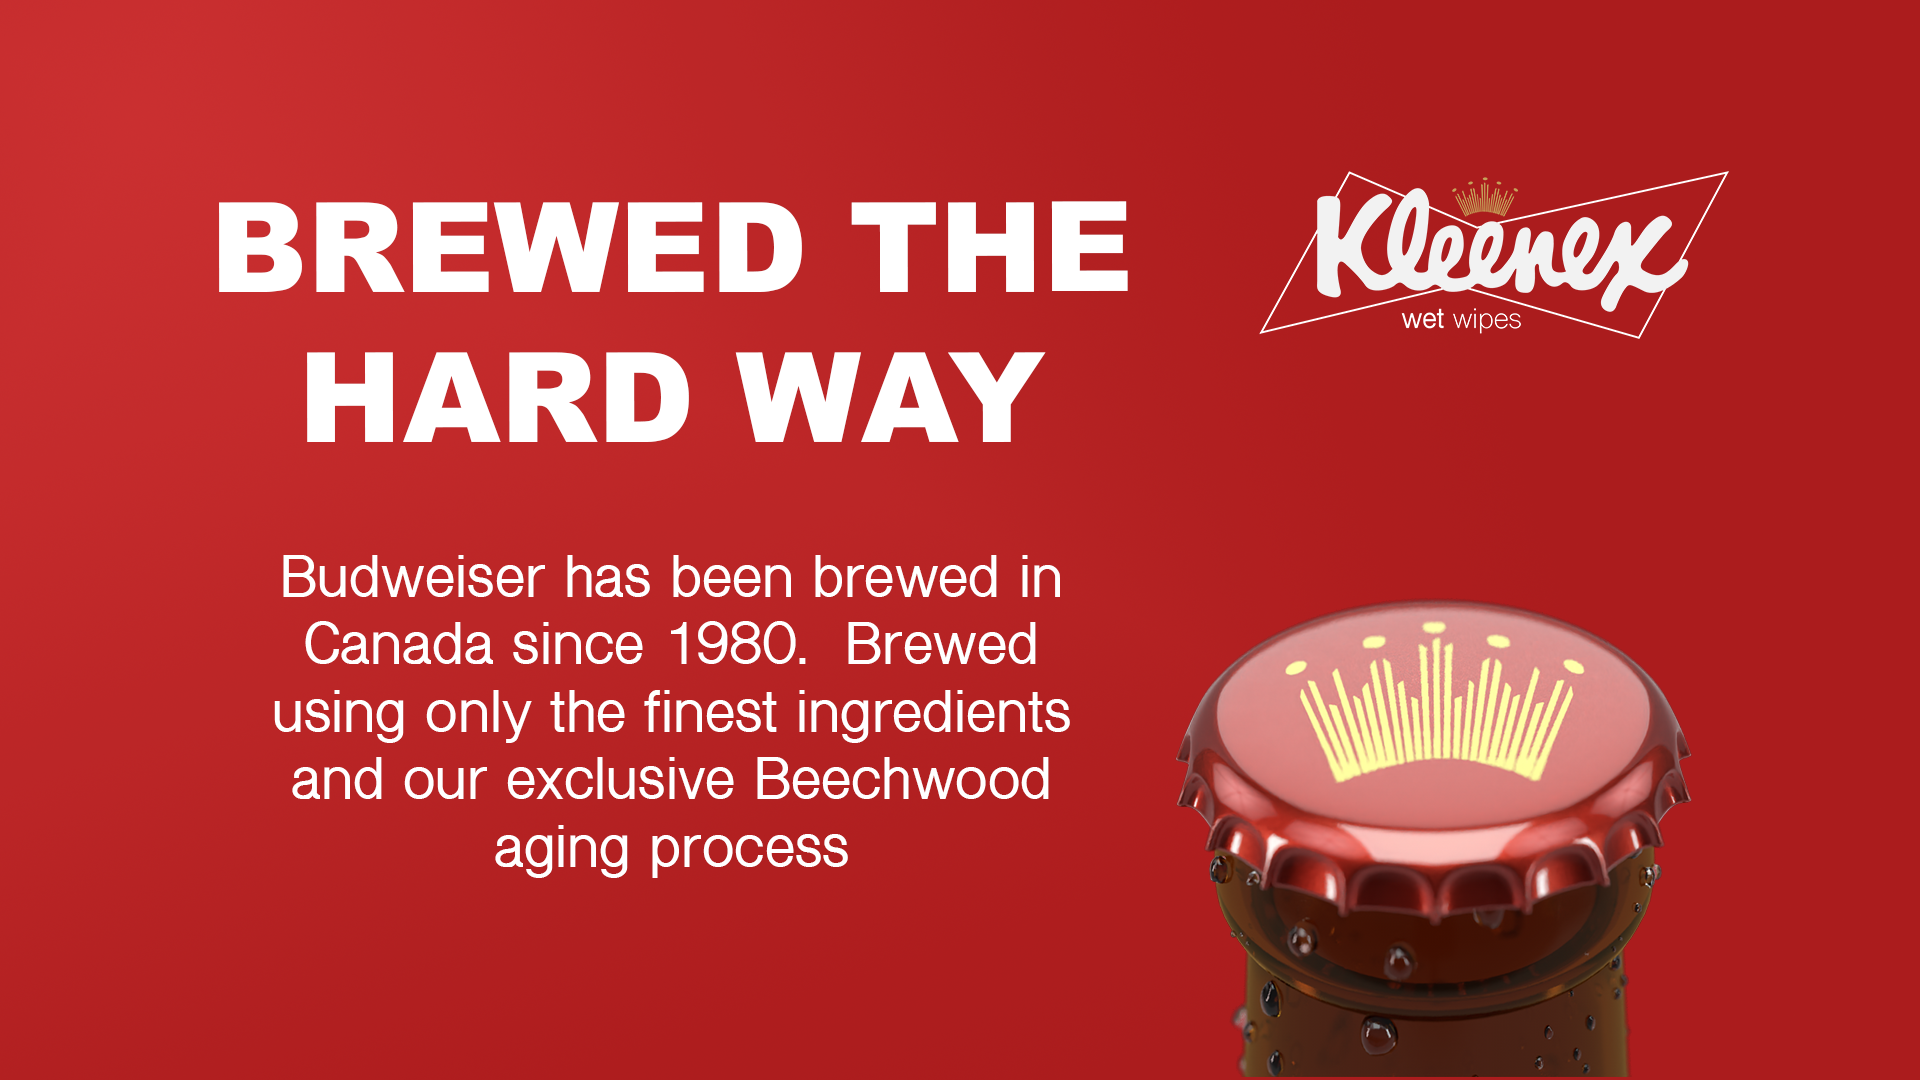 BREWED THE
HARD WAY
Kleenex
wet wipes
Budweiser has been brewed in
Canada since 1980.  Brewed
using only the finest ingredients
and our exclusive Beechwood
aging process